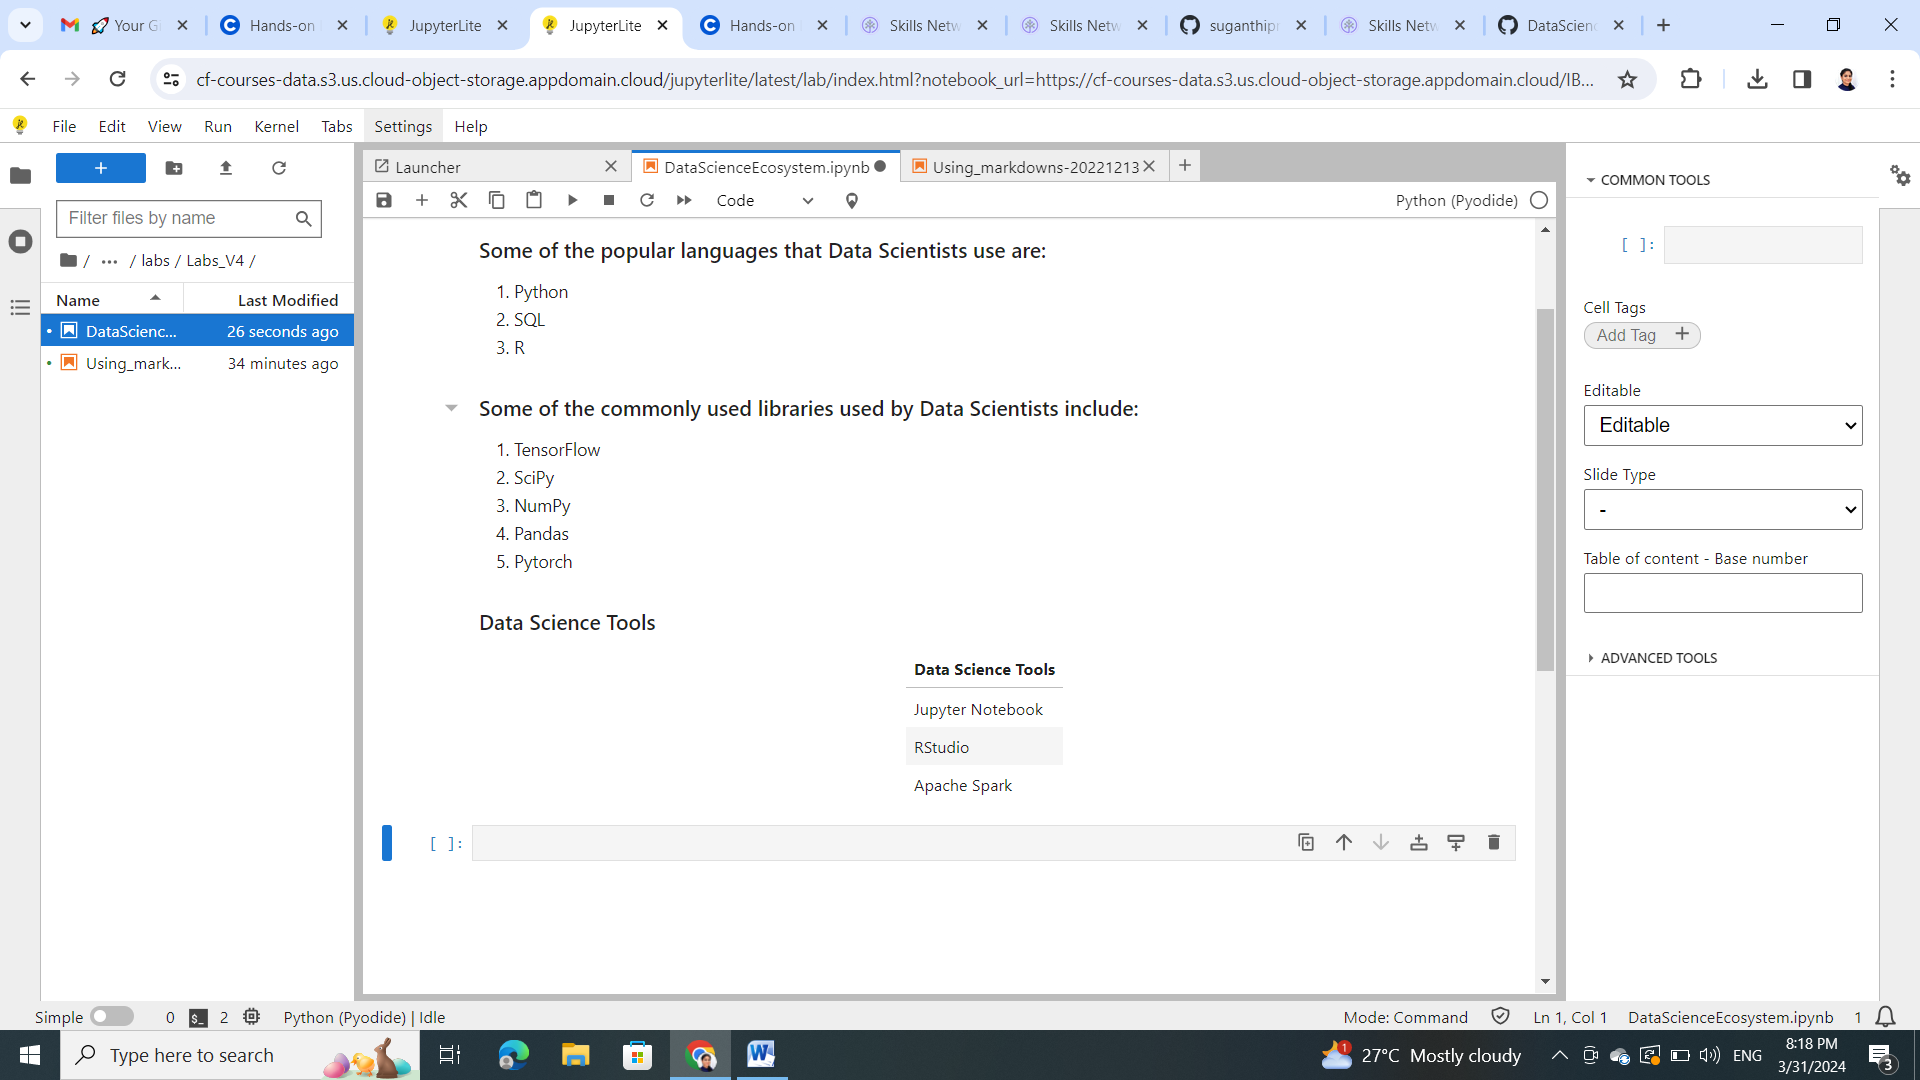 Your Gi
Hands-on
JupyterLite
JupyterLite
Hands-on
Skills Netw
Skills Netw
suganthipr
Skills Netw
DataScienc
cf-courses-data.s3.us.cloud-object-storage.appdomain.cloud/jupyterlite/latest/lab/index.html?notebook_url=https://cf-courses-data.s3.us.cloud-object-storage.appdomain.cloud/IB...
File Edit View Run Kernel Tabs Settings Help
Launcher
DataScienceEcosystem.ipynb
Using_markdowns-20221213
Filter files by name
Code
Python (Pyodide)
/ ... / labs / Labs_V4 /
Name Last Modified
DataScienc... 26 seconds ago
Using_mark... 34 minutes ago
Some of the popular languages that Data Scientists use are:
1. Python
2. SQL
3. R
Some of the commonly used libraries used by Data Scientists include:
1. TensorFlow
2. SciPy
3. NumPy
4. Pandas
5. Pytorch
Data Science Tools
Data Science Tools
Jupyter Notebook
RStudio
Apache Spark
[ ]:
COMMON TOOLS
[ ]:
Cell Tags
Add Tag +
Editable
Editable
Slide Type
-
Table of content - Base number
ADVANCED TOOLS
Simple 0 $_ 2 Python (Pyodide) | Idle
Mode: Command Ln 1, Col 1 DataScienceEcosystem.ipynb 1
Type here to search
1 27°C Mostly cloudy
ENG
8:18 PM
3/31/2024
3